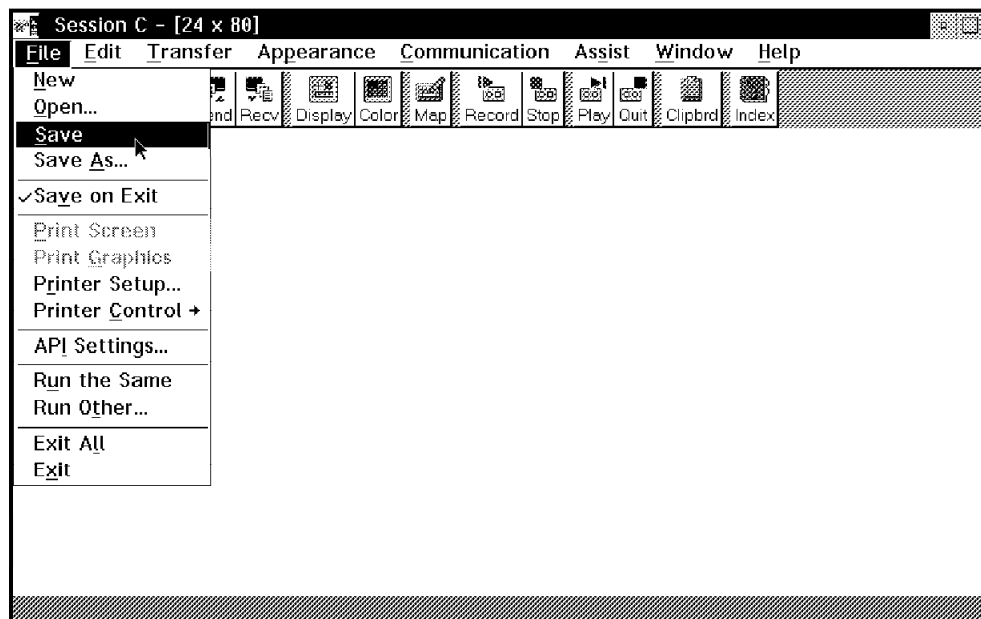 Session C - [24 x 80]
File Edit Transfer Appearance Communication Assist Window Help
New
Open...
Save
Save As...
Save on Exit
Print Screen
Print Graphics
Printer Setup...
Printer Control
API Settings...
Run the Same
Run Other...
Exit All
Exit
Recv Display Color Map Record Stop Play Quit Clipbrd Index